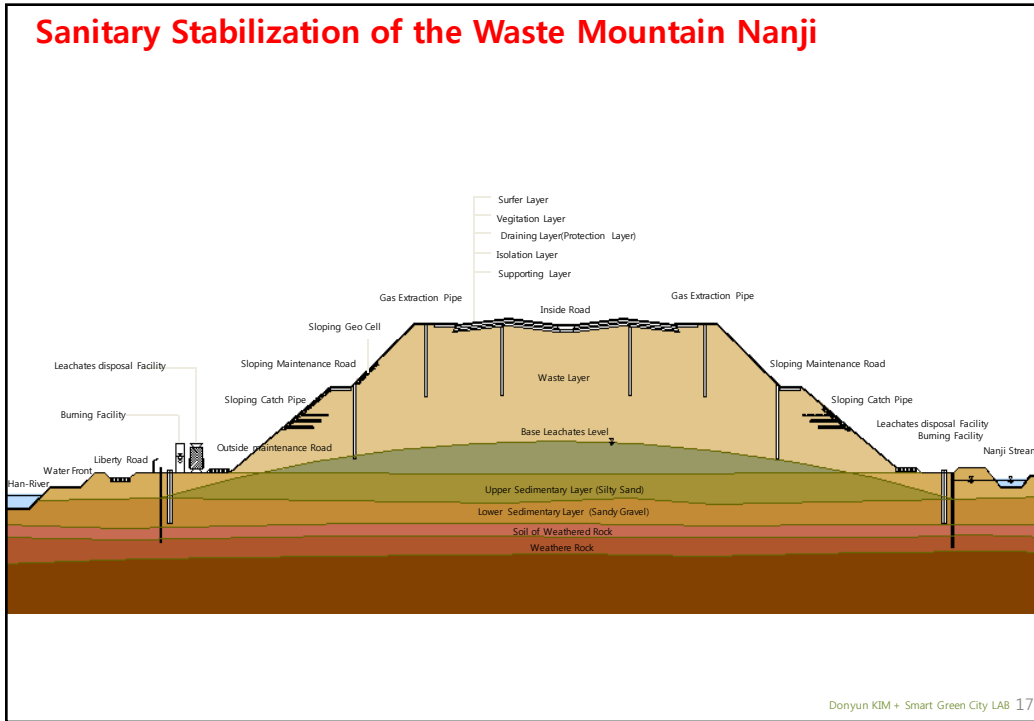 Sanitary Stabilization of the Waste Mountain Nanji
Surfer Layer
Vegitation Layer
Draining Layer(Protection Layer)
Isolation Layer
Supporting Layer
Gas Extraction Pipe
Gas Extraction Pipe
Inside Road
Sloping Geo Cell
Leachates disposal Facility
Sloping Maintenance Road
Sloping Maintenance Road
Waste Layer
Sloping Catch Pipe
Sloping Catch Pipe
Burning Facility
Leachates disposal Facility
Burning Facility
Base Leachates Level
Outside maintenance Road
Nanji Stream
Liberty Road
Water Front
Han-River
Upper Sedimentary Layer (Silty Sand)
Lower Sedimentary Layer (Sandy Gravel)
Soil of Weathered Rock
Weathere Rock
Donyun KIM + Smart Green City LAB 17